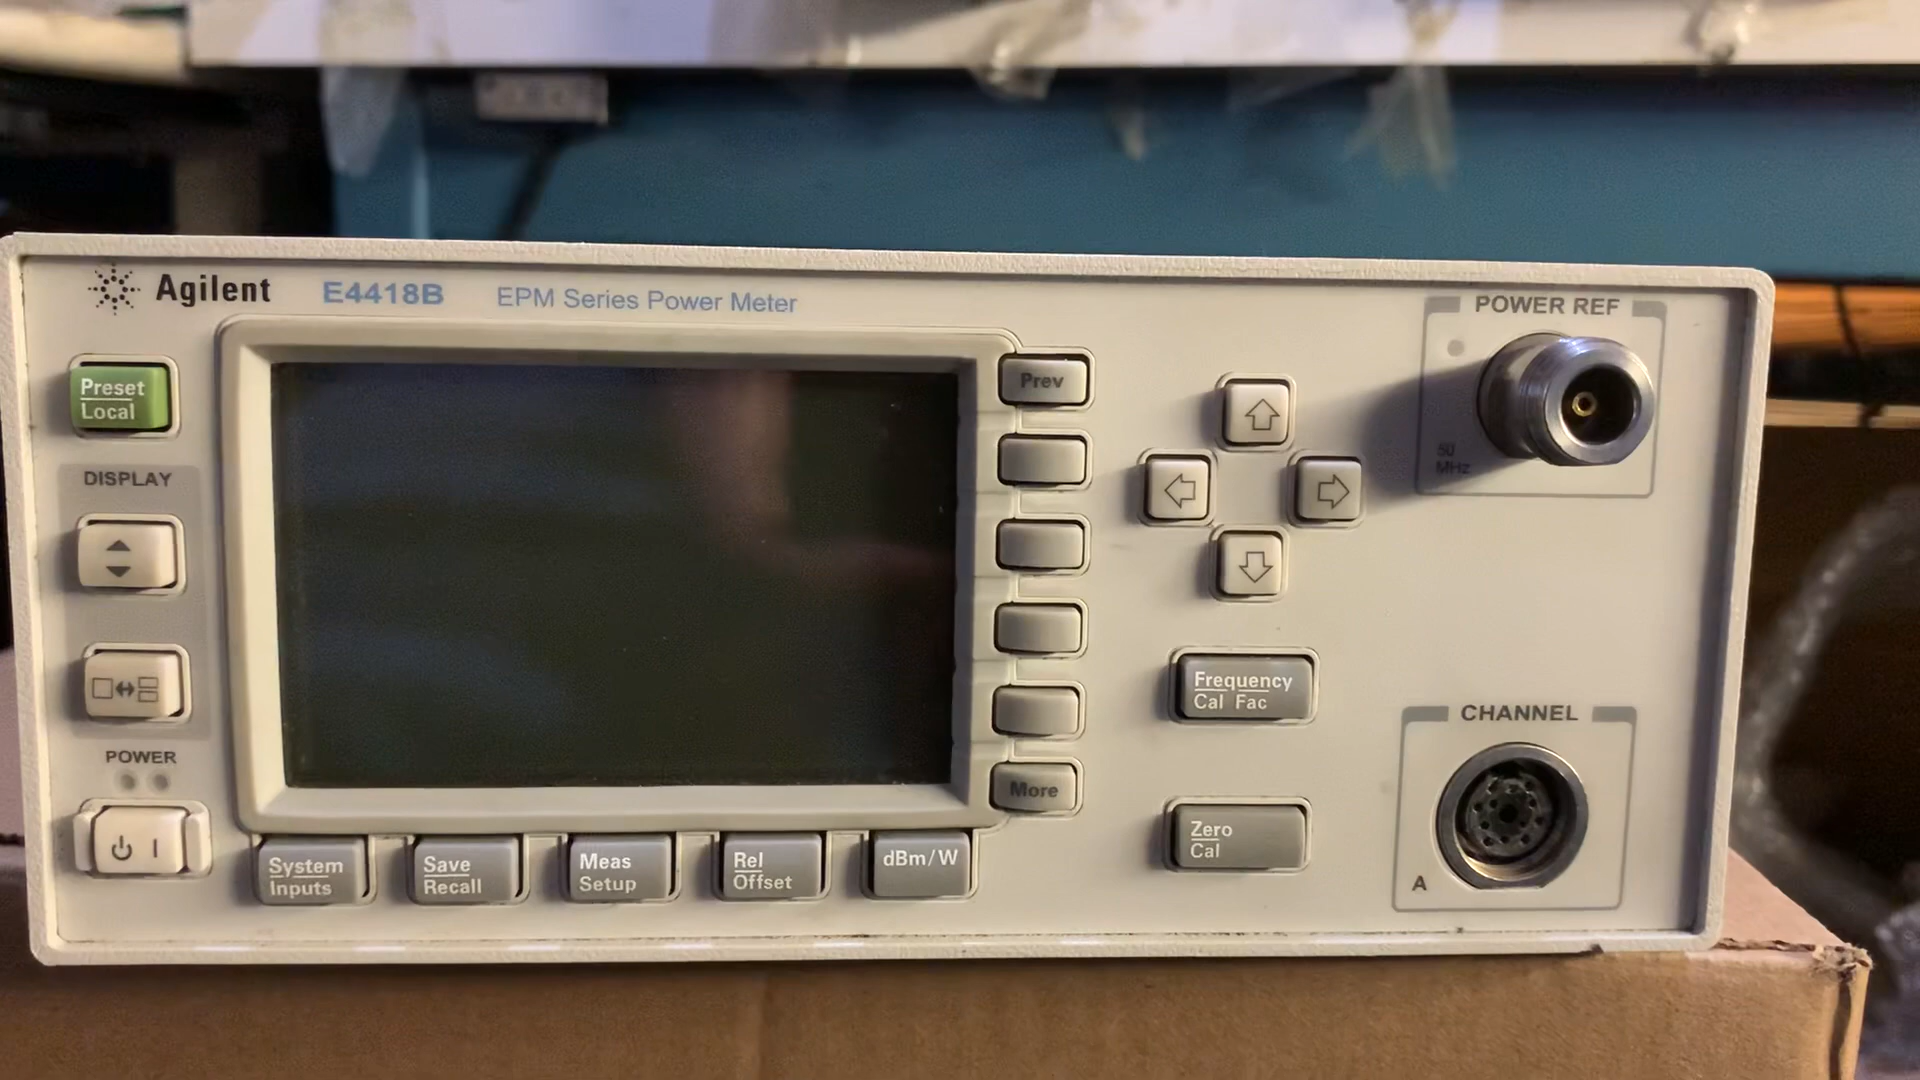 Agilent E4418B EPM Series Power Meter
POWER REF
Preset
Local
Prev
50
MHz
DISPLAY
Frequency
Cal Fac
CHANNEL
POWER
More
Zero
Cal
System
Inputs
Save
Recall
Meas
Setup
Rel
Offset
dBm/W
A